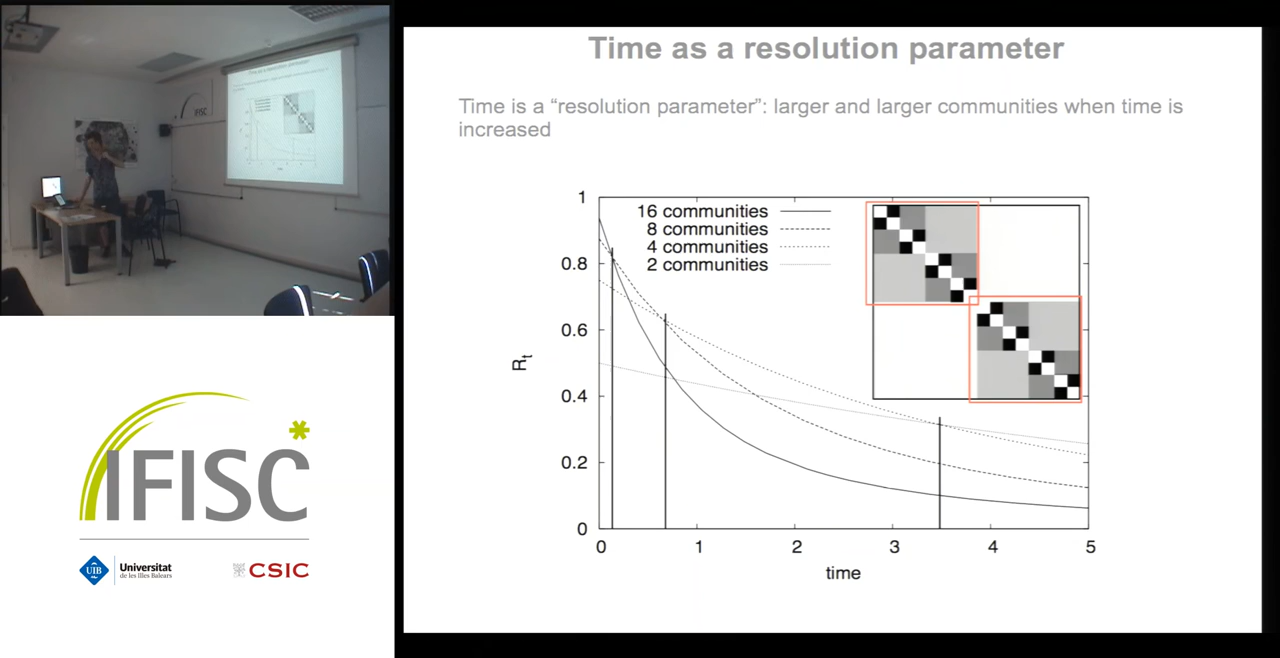 Time as a resolution parameter
Time is a “resolution parameter”: larger and larger communities when time is
increased
1
0.8
0.6
0.4
0.2
0
R_t
16 communities
8 communities
4 communities
2 communities
0 1 2 3 4 5
time
IFISC
UIB
Universitat
de les Illes Balears
CSIC